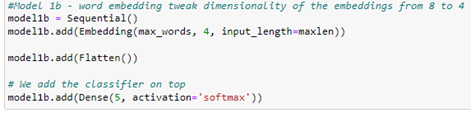 #Model 1b - word embedding tweak dimensionality of the embeddings from 8 to 4
model1b = Sequential()
model1b.add(Embedding(max_words, 4, input_length=maxlen))
model1b.add(Flatten())
# We add the classifier on top
model1b.add(Dense(5, activation='softmax'))